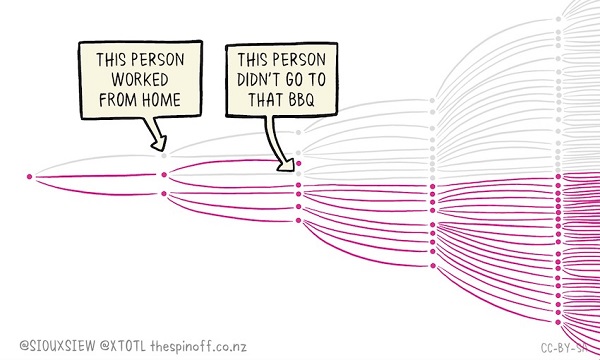 THIS PERSON
WORKED
FROM HOME
THIS PERSON
DIDN'T GO TO
THAT BBQ
@SIOUXSIEW @XTOTL thespinoff.co.nz
CC-BY-SA